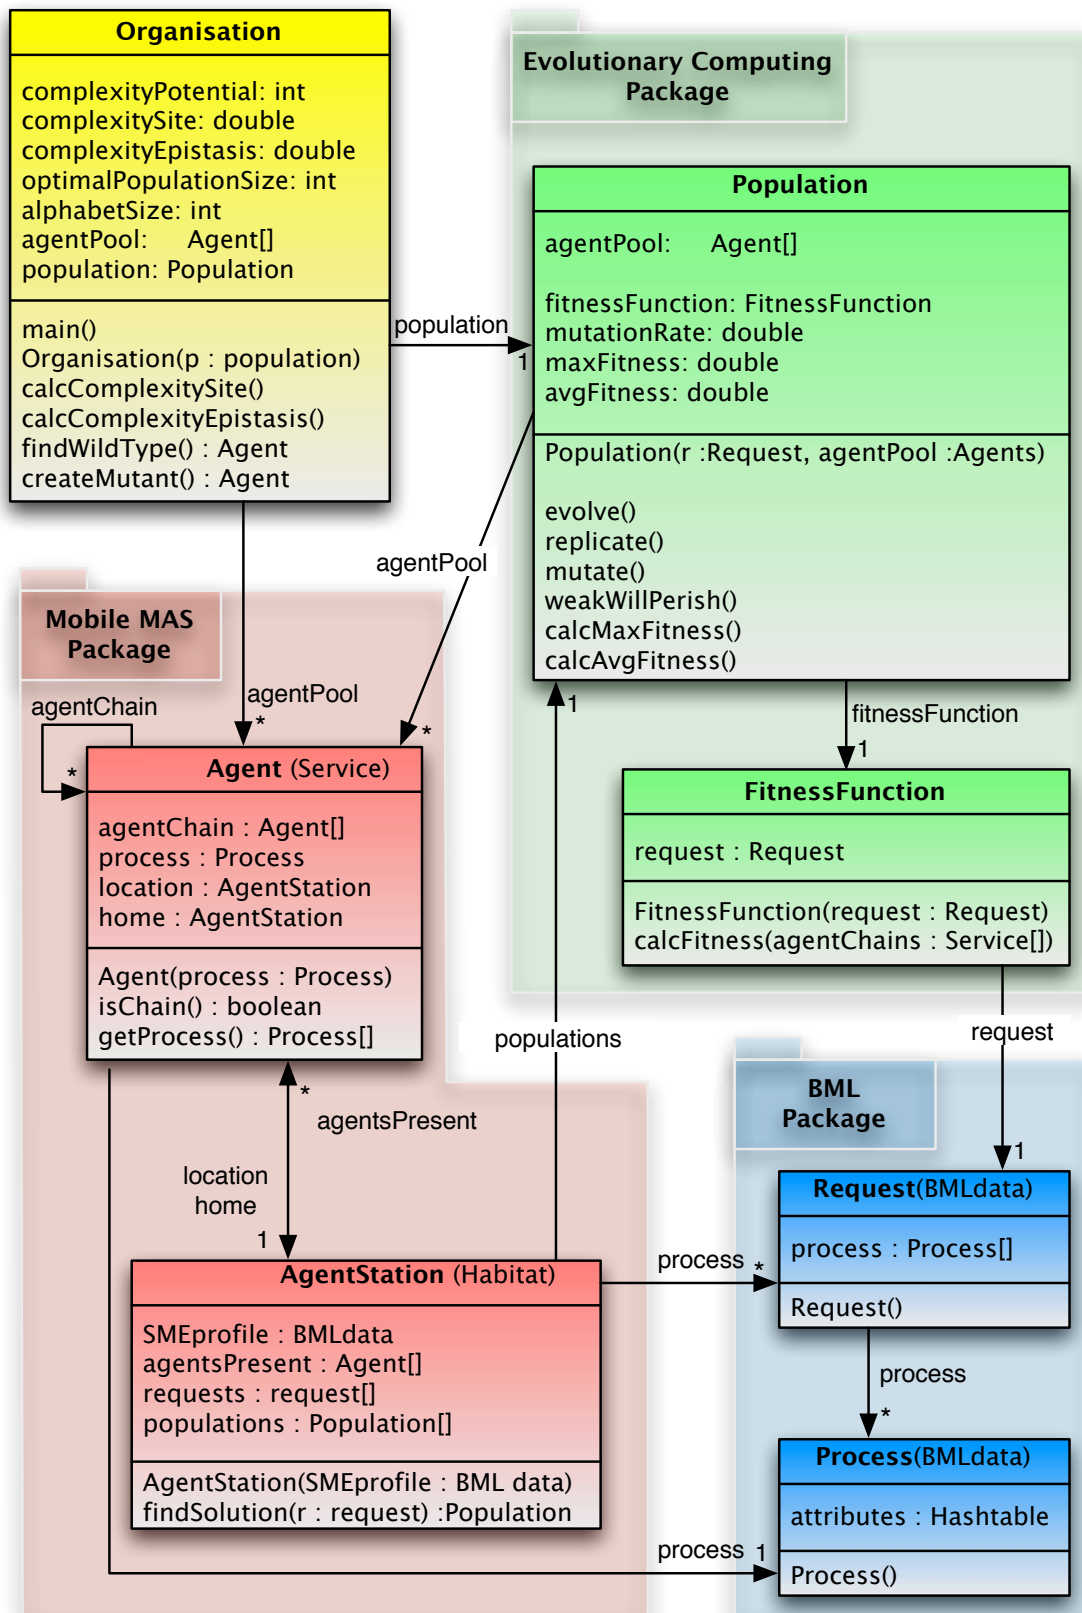 Organisation
complexityPotential: int
complexitySite: double
complexityEpistasis: double
optimalPopulationSize: int
alphabetSize: int
agentPool: Agent[]
population: Population
main()
Organisation(p : population)
calcComplexitySite()
calcComplexityEpistasis()
findWildType() : Agent
createMutant() : Agent
Evolutionary Computing
Package
population
1
Population
agentPool: Agent[]
fitnessFunction: FitnessFunction
mutationRate: double
maxFitness: double
avgFitness: double
Population(r :Request, agentPool :Agents)
evolve()
replicate()
mutate()
weakWillPerish()
calcMaxFitness()
calcAvgFitness()
agentPool
*
Mobile MAS
Package
agentPool
*
agentChain
*
1
fitnessFunction
1
Agent (Service)
agentChain : Agent[]
process : Process
location : AgentStation
home : AgentStation
Agent(process : Process)
isChain() : boolean
getProcess() : Process[]
FitnessFunction
request : Request
FitnessFunction(request : Request)
calcFitness(agentChains : Service[])
populations
request
1
*
agentsPresent
location
home
1
BML
Package
AgentStation (Habitat)
SMEprofile : BMLdata
agentsPresent : Agent[]
requests : request[]
populations : Population[]
AgentStation(SMEprofile : BML data)
findSolution(r : request) :Population
process *
Request(BMLdata)
process : Process[]
Request()
process
*
Process(BMLdata)
attributes : Hashtable
Process()
process 1